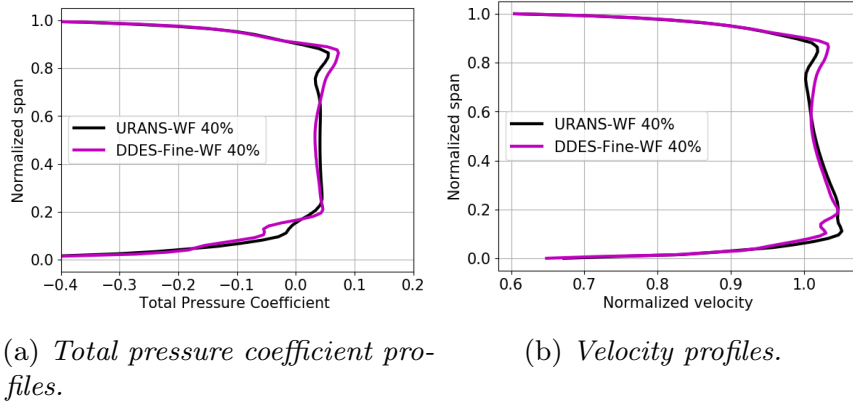 1.0
0.8
0.6
0.4
0.2
0.0
Normalized span
URANS-WF 40%
DDES-Fine-WF 40%
−0.4 −0.3 −0.2 −0.1 0.0 0.1 0.2
Total Pressure Coefficient
(a) Total pressure coefficient pro-
files.
1.0
0.8
0.6
0.4
0.2
0.0
Normalized span
URANS-WF 40%
DDES-Fine-WF 40%
0.6 0.7 0.8 0.9 1.0
Normalized velocity
(b) Velocity profiles.